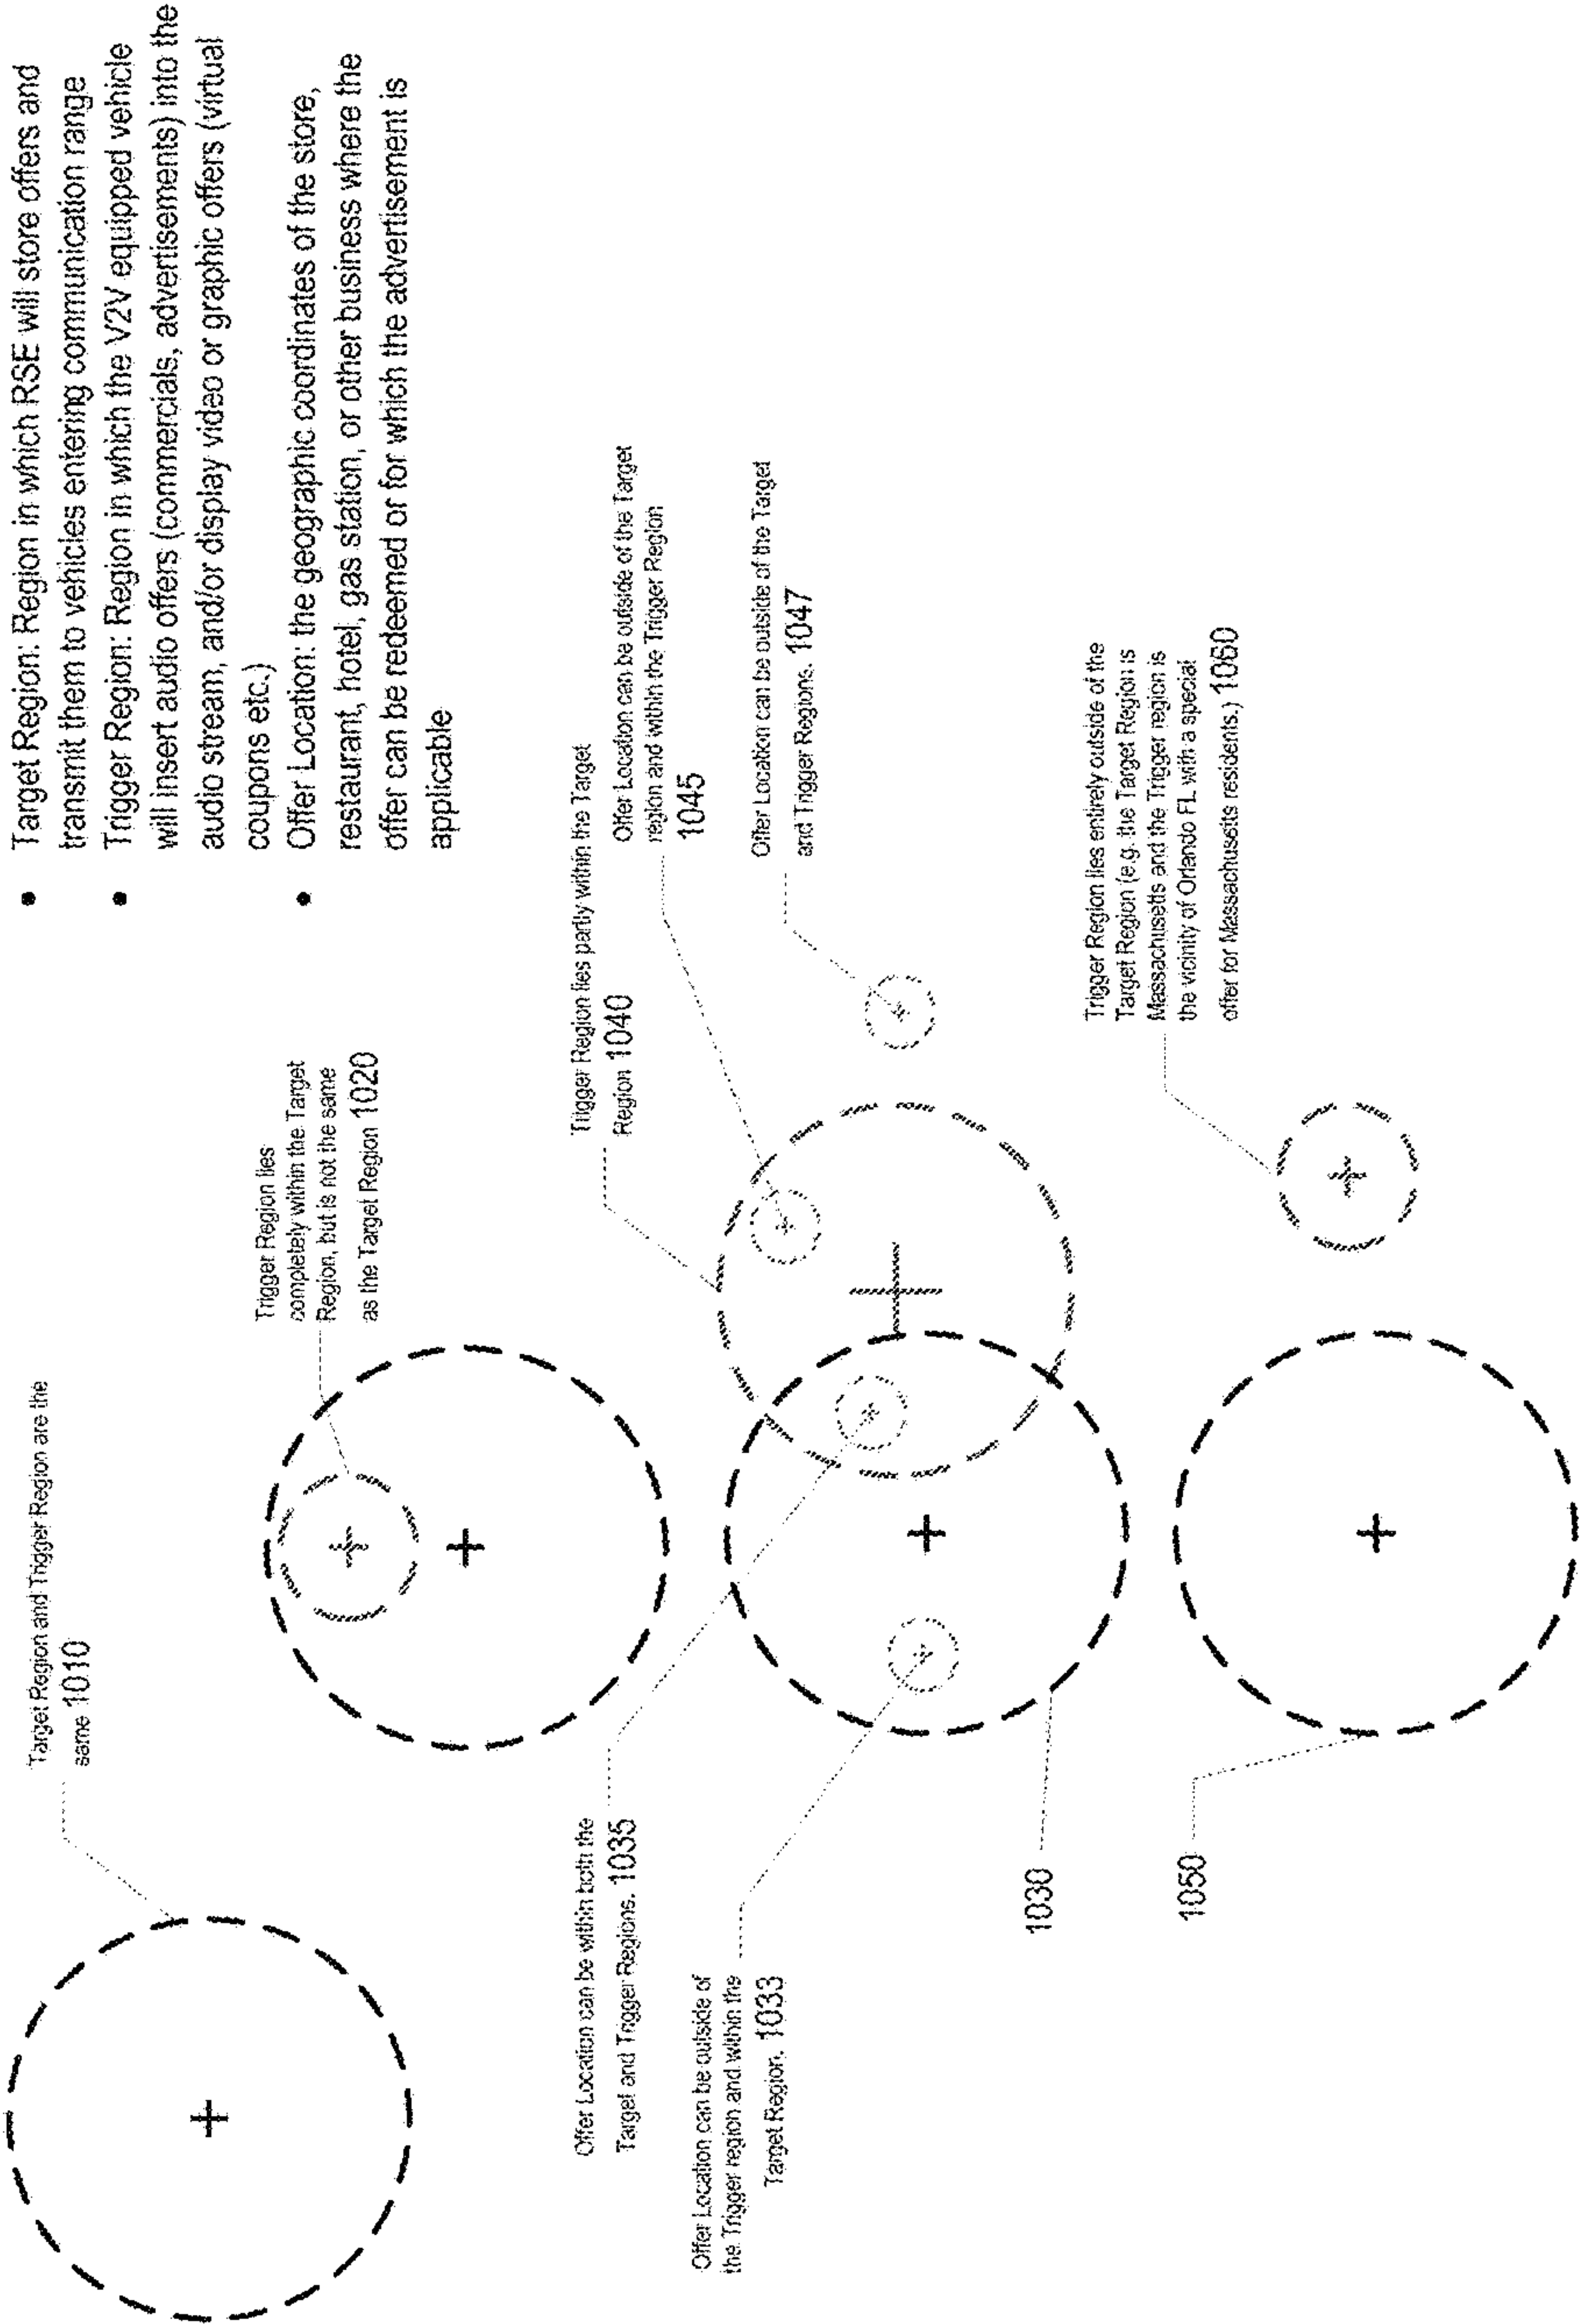 • Target Region: Region in which RSE will store offers and
transmit them to vehicles entering communication range
• Trigger Region: Region in which the V2V equipped vehicle
will insert audio offers (commercials, advertisements) into the
audio stream, and/or display video or graphic offers (virtual
coupons etc.)
• Offer Location: the geographic coordinates of the store,
restaurant, hotel, gas station, or other business where the
offer can be redeemed or for which the advertisement is
applicable
Target Region and Trigger Region are the
same 1010
Trigger Region lies
completely within the Target
Region, but is not the same
as the Target Region 1020
Offer Location can be within both the
Target and Trigger Regions. 1035
Trigger Region lies partly within the Target
Region 1040
Offer Location can be outside of the Target
region and within the Trigger Region
1045
Offer Location can be outside of
the Trigger region and within the
Target Region. 1033
Offer Location can be outside of the Target
and Trigger Regions. 1047
1030
Trigger Region lies entirely outside of the
Target Region (e.g. the Target Region is
Massachusetts and the Trigger region is
the vicinity of Orlando FL with a special
offer for Massachusetts residents.) 1060
1050